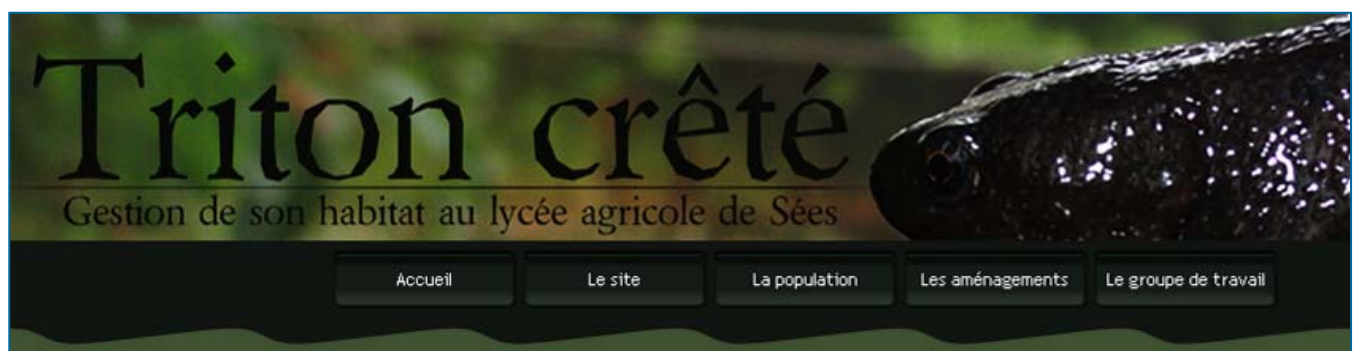 Triton crêté
Gestion de son habitat au lycée agricole de Sées
Accueil Le site La population Les aménagements Le groupe de travail